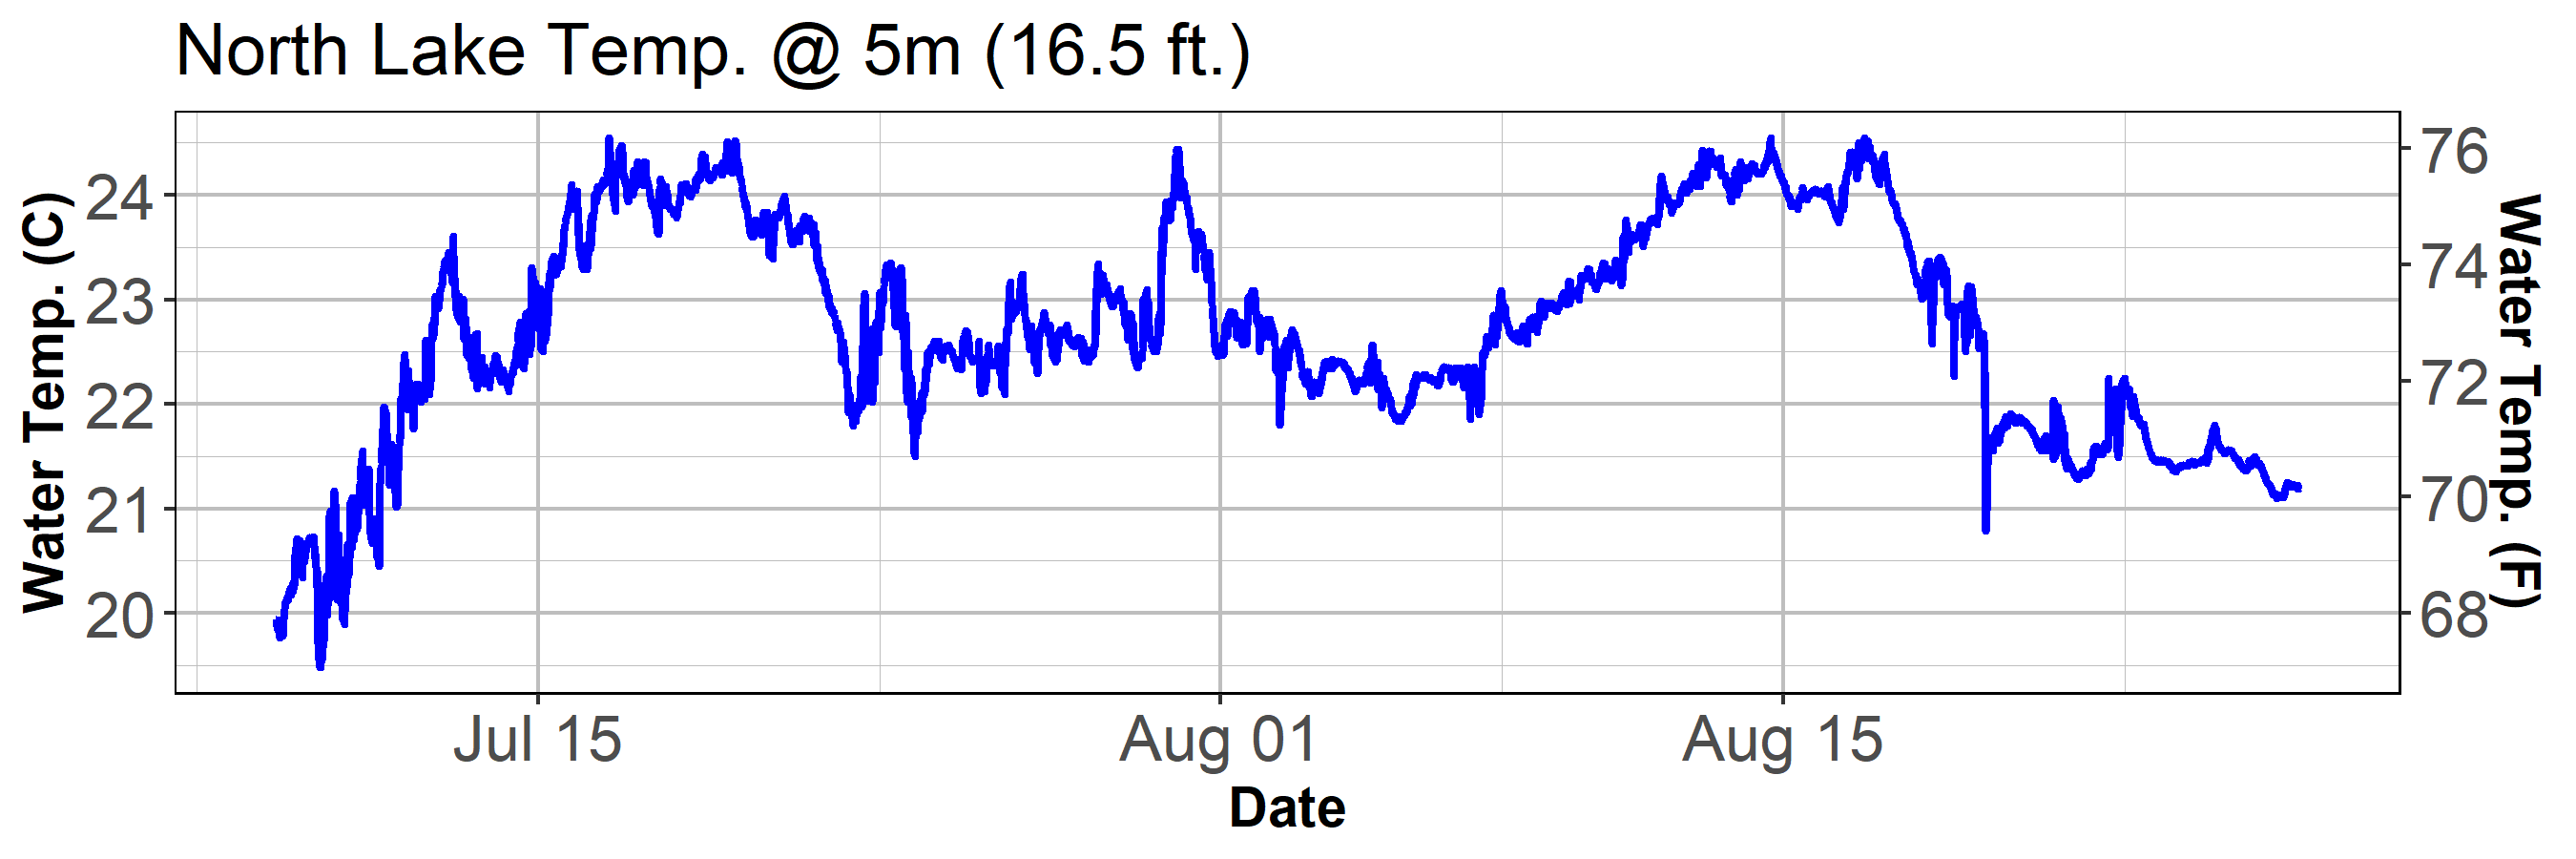 North Lake Temp. @ 5m (16.5 ft.)
Water Temp. (C)
24
23
22
21
20
76
74
72
70
68
Water Temp. (F)
Jul 15
Aug 01
Aug 15
Date